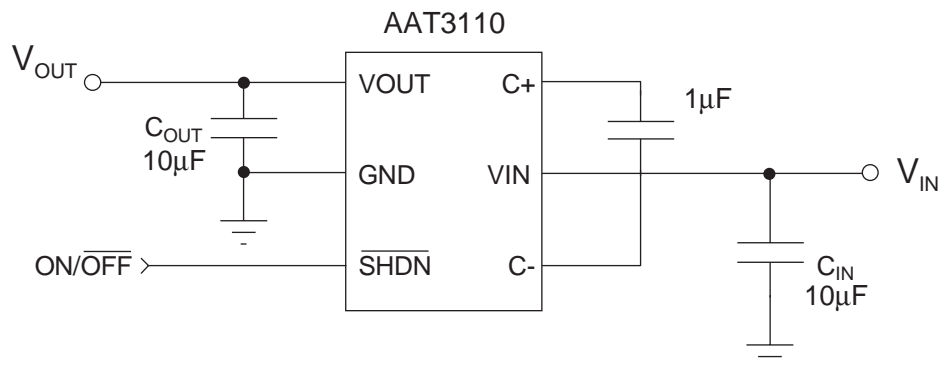 AAT3110
VOUT
VOUT
C+
1μF
COUT
10μF
GND
VIN
VIN
ON/OFF
SHDN
C-
CIN
10μF